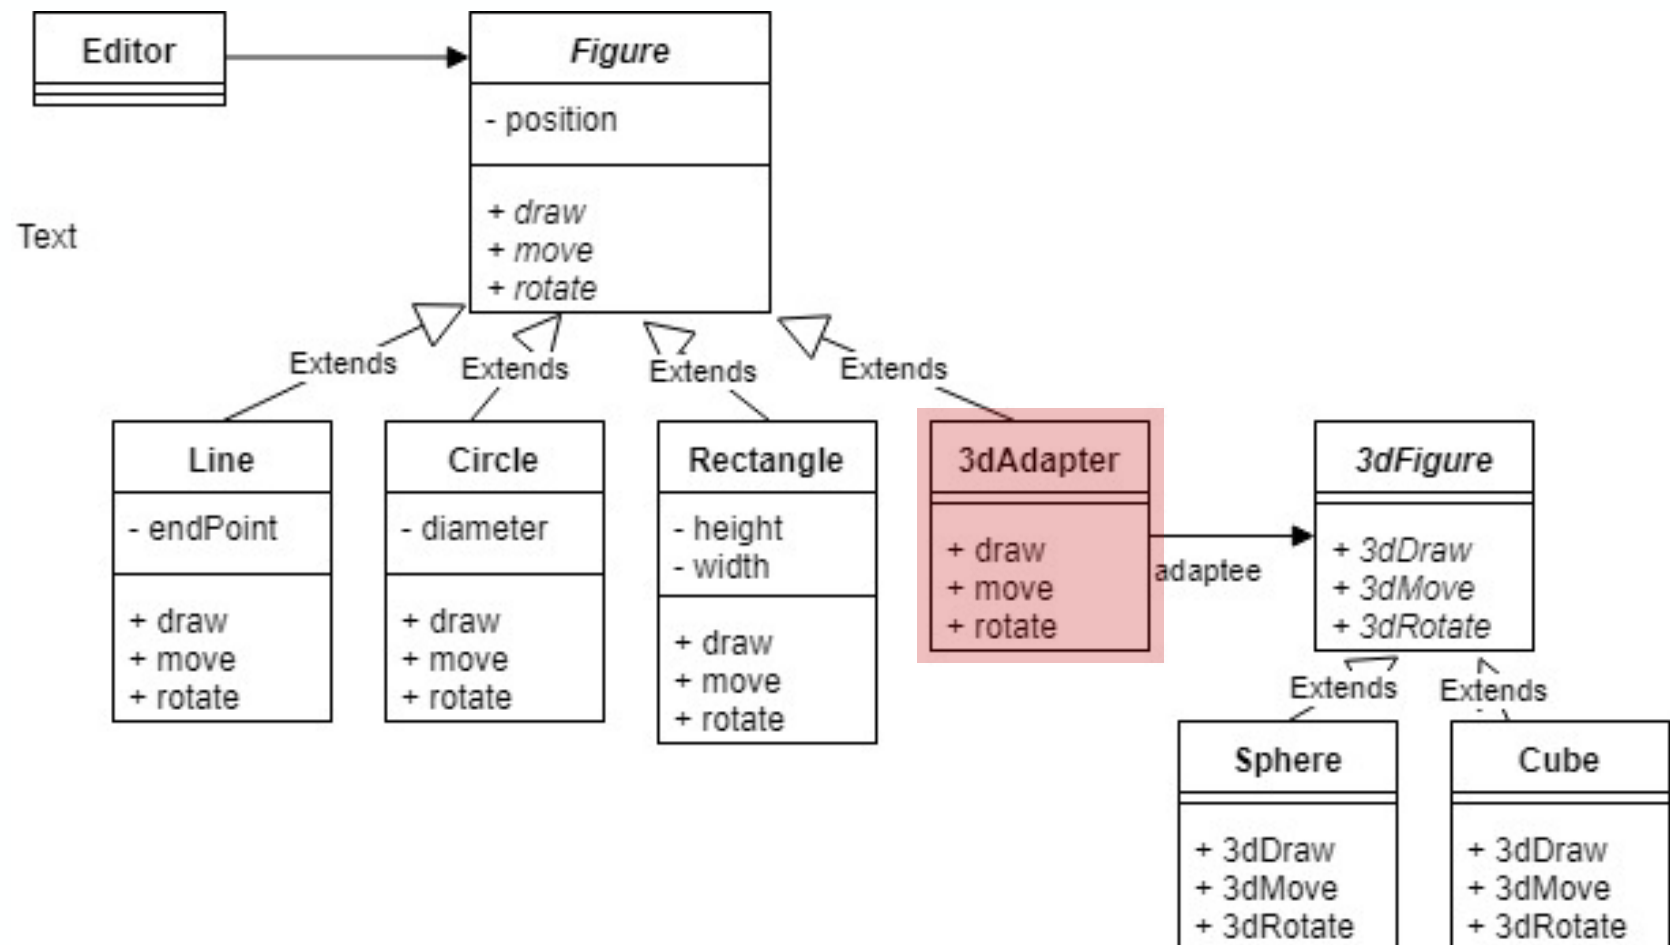 Editor
Figure
- position
+ draw
+ move
+ rotate
Text
Extends
Extends
Extends
Extends
Line
- endPoint
+ draw
+ move
+ rotate
Circle
- diameter
+ draw
+ move
+ rotate
Rectangle
- height
- width
+ draw
+ move
+ rotate
3dAdapter
+ draw
+ move
+ rotate
adaptee
3dFigure
+ 3dDraw
+ 3dMove
+ 3dRotate
Extends
Extends
Sphere
+ 3dDraw
+ 3dMove
+ 3dRotate
Cube
+ 3dDraw
+ 3dMove
+ 3dRotate